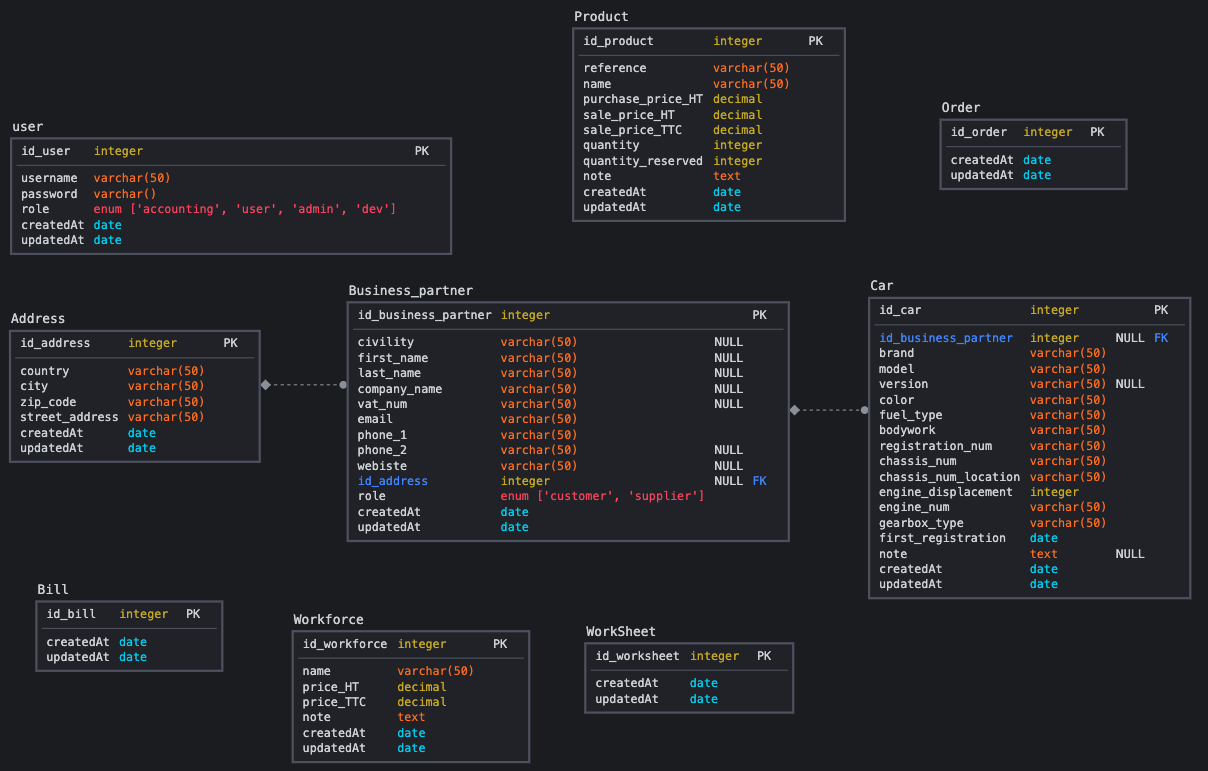 Product
id_product integer PK
reference varchar(50)
name varchar(50)
purchase_price_HT decimal
sale_price_HT decimal
sale_price_TTC decimal
quantity integer
quantity_reserved integer
note text
createdAt date
updatedAt date
Order
id_order integer PK
createdAt date
updatedAt date
user
id_user integer PK
username varchar(50)
password varchar()
role enum ['accounting', 'user', 'admin', 'dev']
createdAt date
updatedAt date
Address
id_address integer PK
country varchar(50)
city varchar(50)
zip_code varchar(50)
street_address varchar(50)
createdAt date
updatedAt date
Business_partner
id_business_partner integer PK
civility varchar(50) NULL
first_name varchar(50) NULL
last_name varchar(50) NULL
company_name varchar(50) NULL
vat_num varchar(50) NULL
email varchar(50)
phone_1 varchar(50)
phone_2 varchar(50) NULL
webiste varchar(50) NULL
id_address integer NULL FK
role enum ['customer', 'supplier']
createdAt date
updatedAt date
Car
id_car integer PK
id_business_partner integer NULL FK
brand varchar(50)
model varchar(50)
version varchar(50) NULL
color varchar(50)
fuel_type varchar(50)
bodywork varchar(50)
registration_num varchar(50)
chassis_num varchar(50)
chassis_num_location varchar(50)
engine_displacement integer
engine_num varchar(50)
gearbox_type varchar(50)
first_registration date
note text NULL
createdAt date
updatedAt date
Bill
id_bill integer PK
createdAt date
updatedAt date
Workforce
id_workforce integer PK
name varchar(50)
price_HT decimal
price_TTC decimal
note text
createdAt date
updatedAt date
WorkSheet
id_worksheet integer PK
createdAt date
updatedAt date